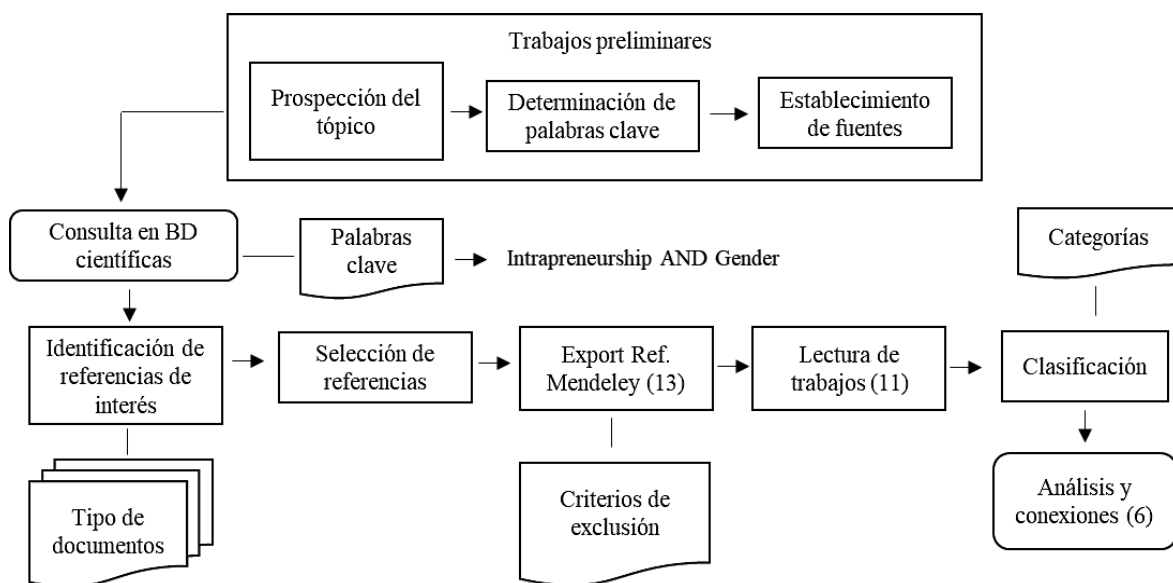 Trabajos preliminares
Prospección del
tópico
Determinación de
palabras clave
Establecimiento
de fuentes
Consulta en BD
científicas
Palabras
clave
Intrapreneurship AND Gender
Categorías
Identificación de
referencias de
interés
Selección de
referencias
Export Ref.
Mendeley (13)
Lectura de
trabajos (11)
Clasificación
Tipo de
documentos
Criterios de
exclusión
Análisis y
conexiones (6)